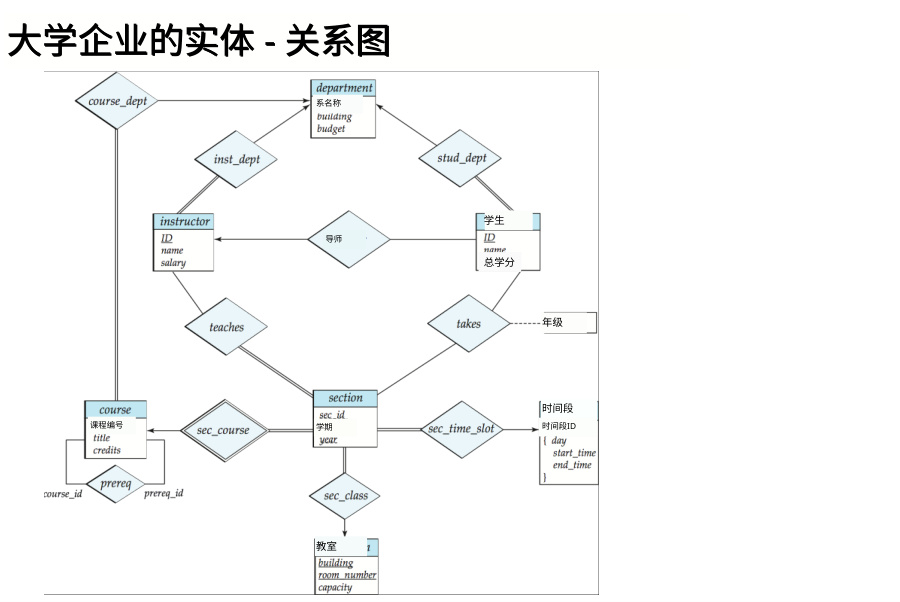 大学企业的实体 - 关系图
course_dept
department
系名称
building
budget
inst_dept
stud_dept
instructor
ID
name
salary
导师
学生
ID
name
总学分
teaches
takes
年级
course
课程编号
title
credits
sec_course
section
sec_id
学期
year
sec_time_slot
时间段
时间段ID
{ day
start_time
end_time
}
course_id
prereq
prereq_id
sec_class
教室
building
room_number
capacity